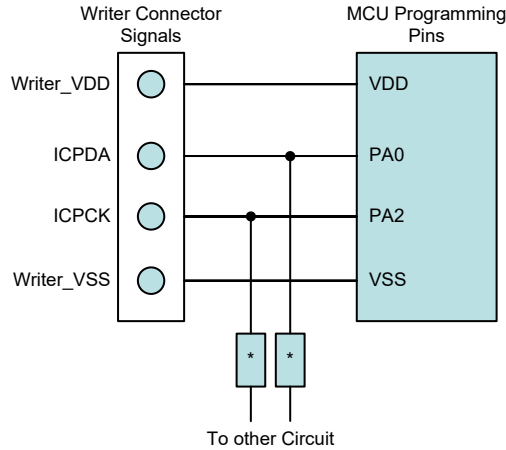 Writer Connector
Signals
MCU Programming
Pins
Writer_VDD
VDD
ICPDA
PA0
ICPCK
PA2
Writer_VSS
VSS
*
*
To other Circuit